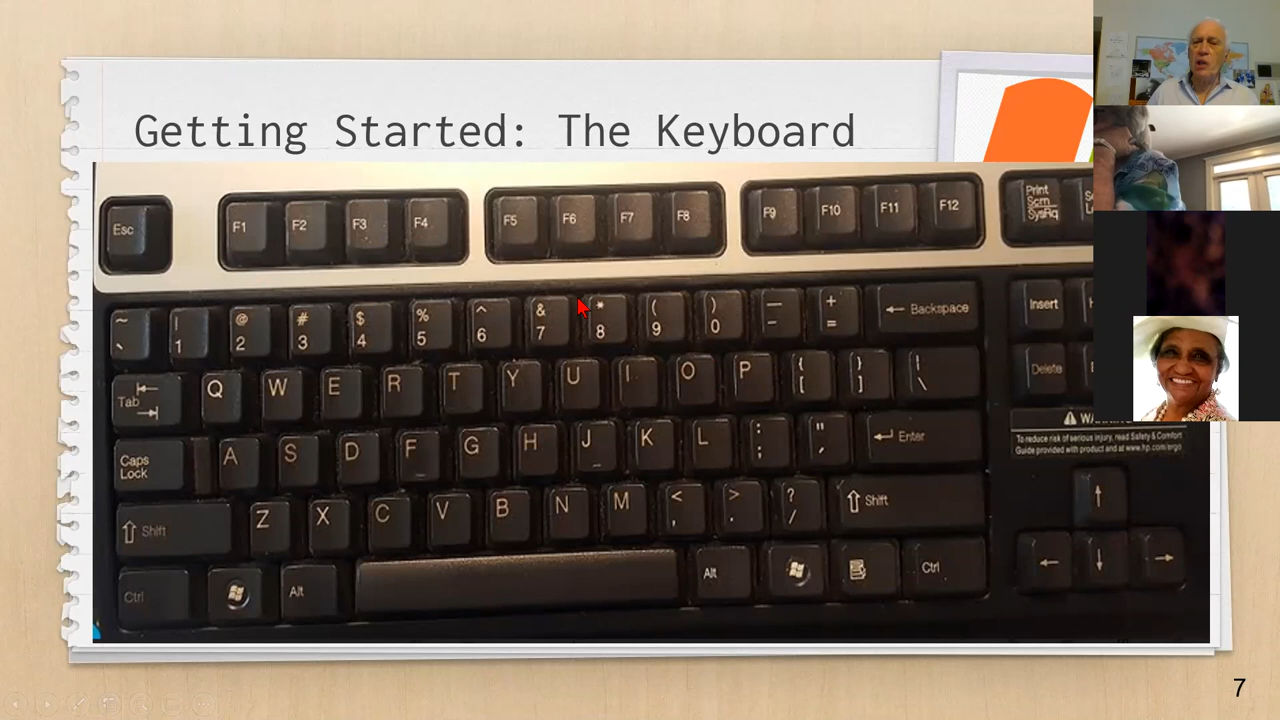 Getting Started: The Keyboard
Esc F1 F2 F3 F4 F5 F6 F7 F8 F9 F10 F11 F12 Print Scrn SysRq
~ ` | 1 @ 2 # 3 $ 4 % 5 ^ 6 & 7 * 8 ( 9 ) 0 — - + = ← Backspace Insert
Tab Q W E R T Y U I O P { [ } ] | \ Delete
Caps Lock A S D F G H J K L : ; " ' ↵ Enter
To reduce risk of serious injury, read Safety & Comfort
Guide provided with product and at www.hp.com/ergo
⇧ Shift Z X C V B N M < , > . ? / ⇧ Shift ↑
Ctrl Alt Alt Ctrl ← ↓ →
7